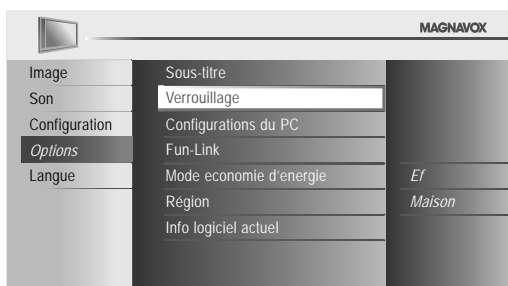 MAGNAVOX
Image
Son
Configuration
Options
Langue
Sous-titre
Verrouillage
Configurations du PC
Fun-Link
Mode economie d'energie
Région
Info logiciel actuel
Ef
Maison